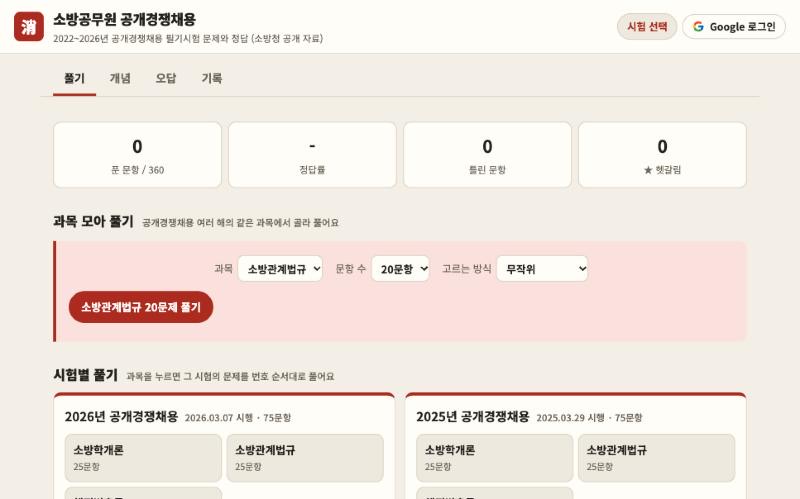 消
소방공무원 공개경쟁채용
2022~2026년 공개경쟁채용 필기시험 문제와 정답 (소방청 공개 자료)
시험 선택
Google 로그인
풀기 개념 오답 기록
0
푼 문항 / 360
-
정답률
0
틀린 문항
0
★ 헷갈림
과목 모아 풀기 공개경쟁채용 여러 해의 같은 과목에서 골라 풀어요
과목 소방관계법규 문항 수 20문항 고르는 방식 무작위
소방관계법규 20문제 풀기
시험별 풀기 과목을 누르면 그 시험의 문제를 번호 순서대로 풀어요
2026년 공개경쟁채용 2026.03.07 시행 · 75문항
소방학개론
25문항
소방관계법규
25문항
2025년 공개경쟁채용 2025.03.29 시행 · 75문항
소방학개론
25문항
소방관계법규
25문항